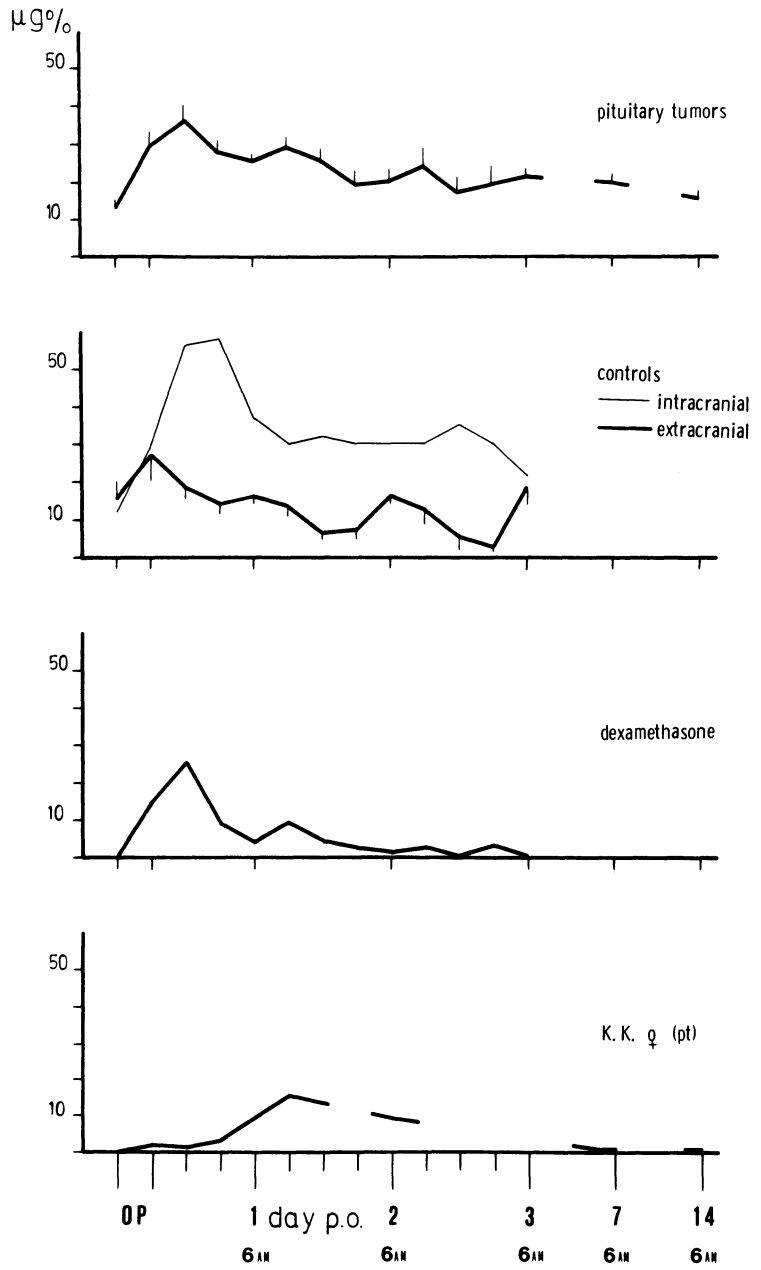 µg%
50
pituitary tumors
10
50
controls
intracranial
extracranial
10
50
dexamethasone
10
50
K.K. ♀ (pt)
10
OP 1 day p.o. 2 3 7 14
6AM 6AM 6AM 6AM 6AM